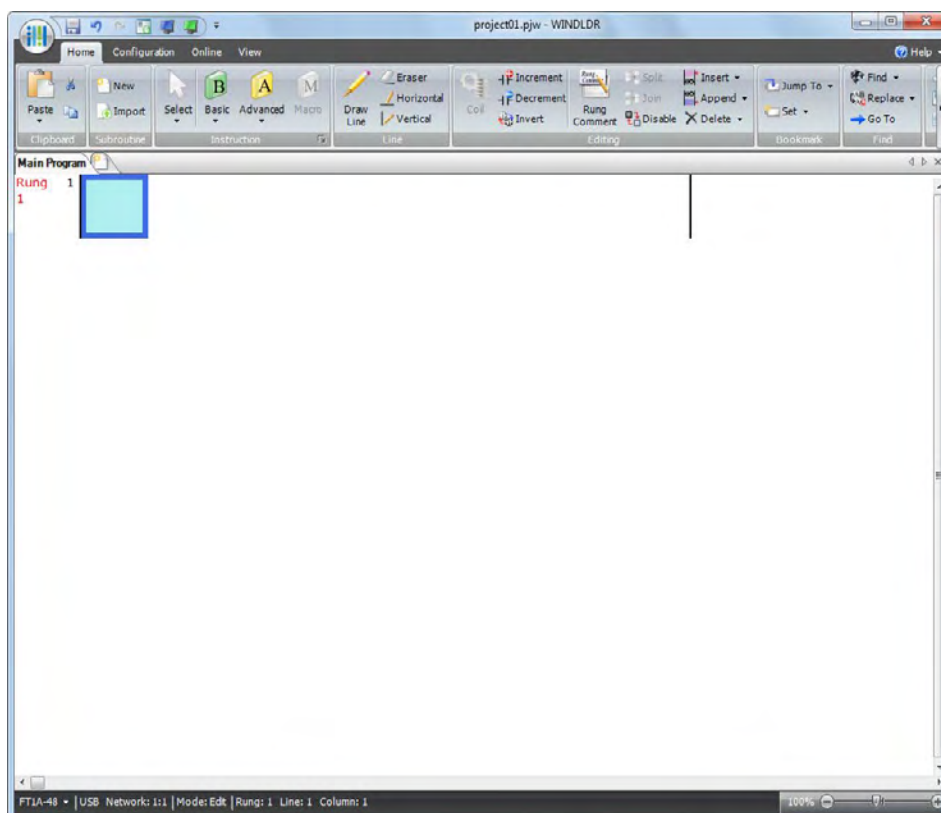 project01.pjw - WINDLDR
Home Configuration Online View Help
New Eraser Increment Split Insert Jump To Find
Horizontal Decrement Join Append Replace
Paste Import Select Basic Advanced Macro Draw Line Vertical Coil Invert Rung Comment Disable Delete Set Go To
Clipboard Subroutine Instruction Line Editing Bookmark Find
Main Program
Rung 1
1
FT1A-48 USB Network: 1:1 Mode: Edit Rung: 1 Line: 1 Column: 1 100%